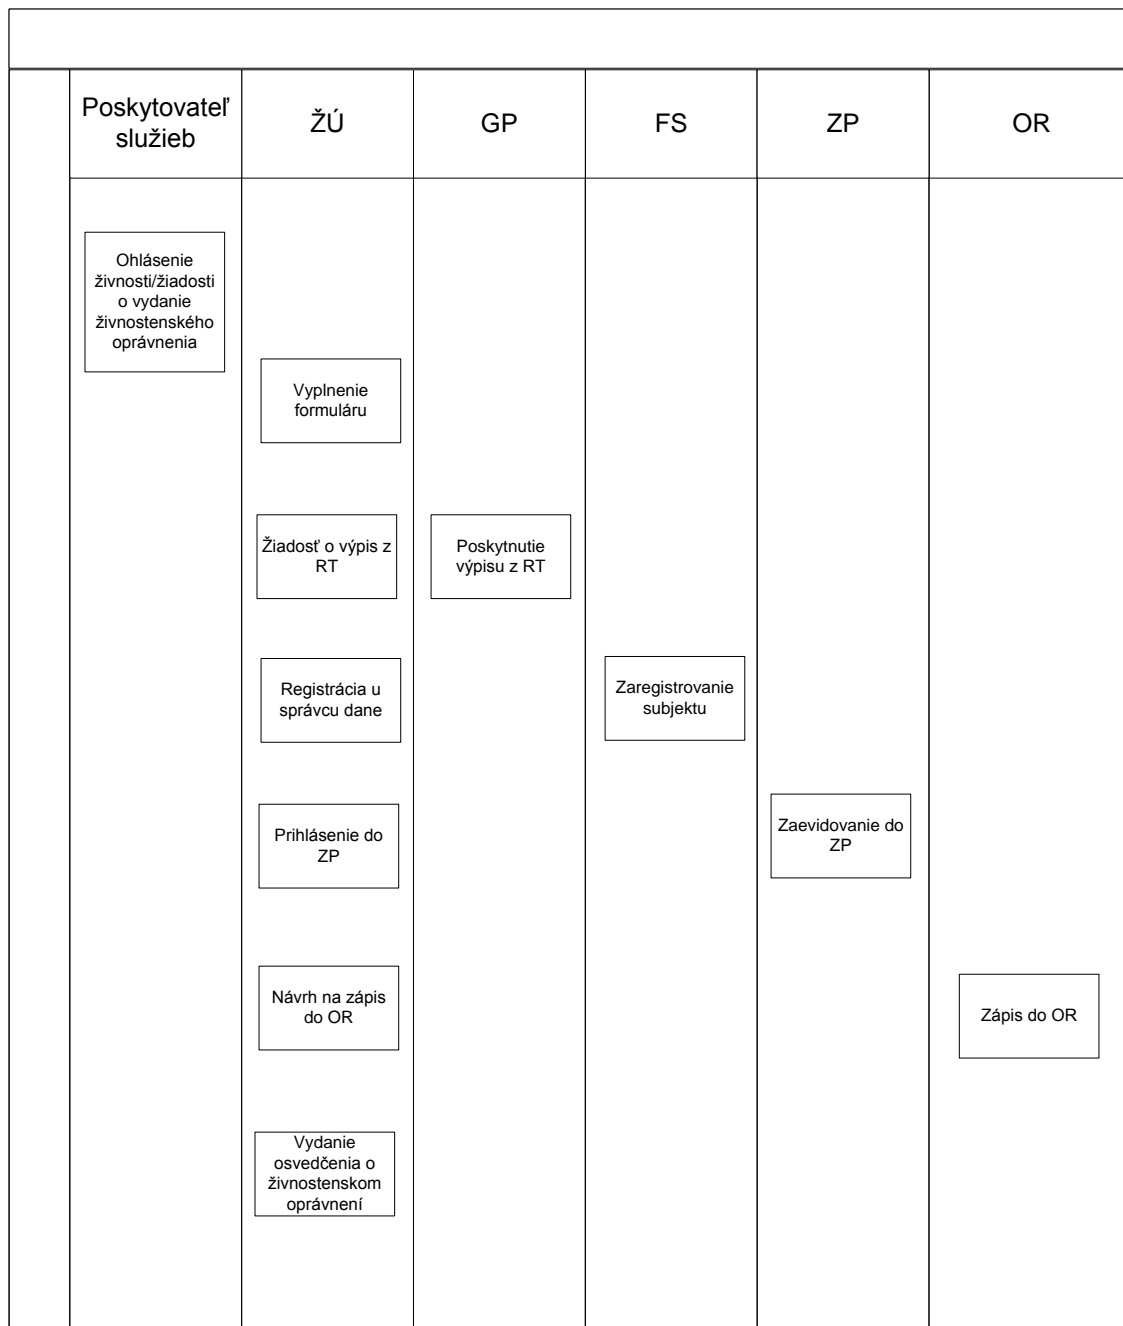 Poskytovateľ
služieb
ŽÚ
GP
FS
ZP
OR
Ohlásenie
živnosti/žiadosti
o vydanie
živnostenského
oprávnenia
Vyplnenie
formuláru
Žiadosť o výpis z
RT
Poskytnutie
výpisu z RT
Registrácia u
správcu dane
Zaregistrovanie
subjektu
Prihlásenie do
ZP
Zaevidovanie do
ZP
Návrh na zápis
do OR
Zápis do OR
Vydanie
osvedčenia o
živnostenskom
oprávnení